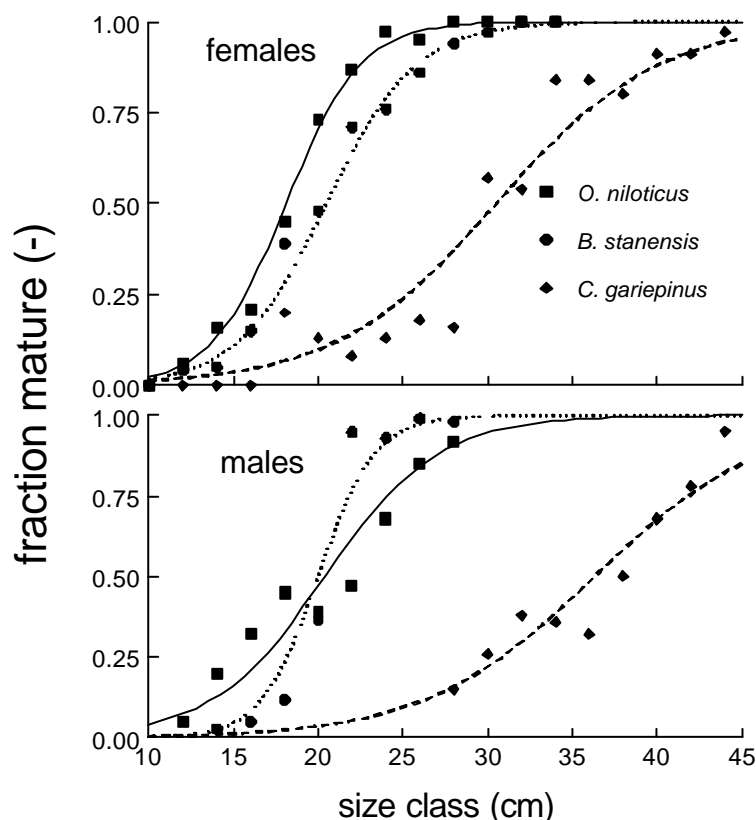 1.00
females
0.75
0.50
0.25
0.00
O. niloticus
B. stanensis
C. gariepinus
1.00
males
0.75
0.50
0.25
0.00
10 15 20 25 30 35 40 45
size class (cm)
fraction mature (-)